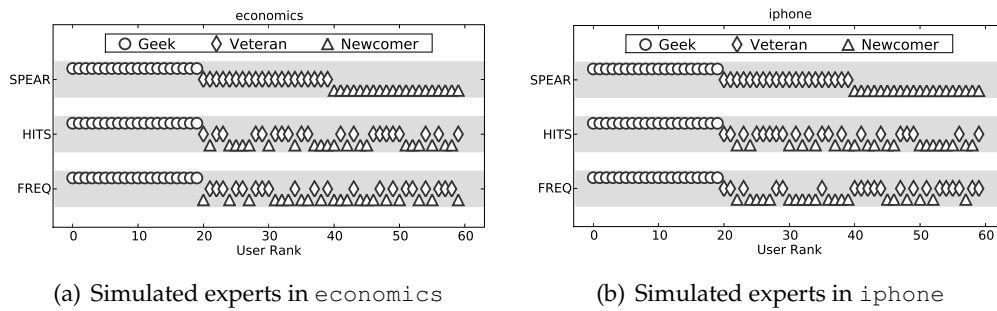 economics
Geek Veteran Newcomer
SPEAR
HITS
FREQ
0 10 20 30 40 50 60
User Rank
(a) Simulated experts in economics
iphone
Geek Veteran Newcomer
SPEAR
HITS
FREQ
0 10 20 30 40 50 60
User Rank
(b) Simulated experts in iphone